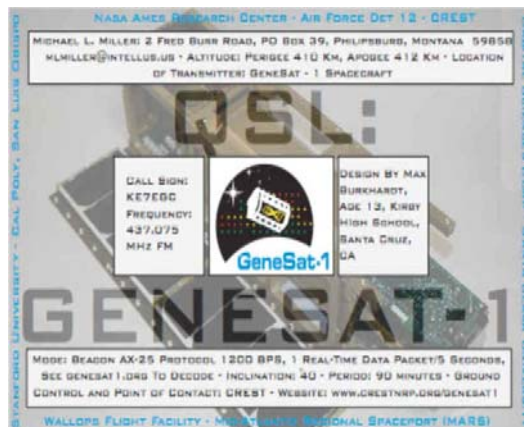 NASA AMES RESEARCH CENTER - AIR FORCE DET 12 - CREST
STANFORD UNIVERSITY - CAL POLY, SAN LUIS OBISPO
MICHAEL L. MILLER: 2 FRED BURR ROAD, PO BOX 39, PHILIPSBURG, MONTANA 59858
MLMILLER@INTELLUS.US - ALTITUDE: PERIGEE 410 KM, APOGEE 412 KM - LOCATION
OF TRANSMITTER: GENESAT - 1 SPACECRAFT
QSL:
CALL SIGN:
KE7EGC
FREQUENCY:
437.075
MHZ FM
GeneSat-1
DESIGN BY MAX
BURKHARDT,
AGE 13, KIRBY
HIGH SCHOOL,
SANTA CRUZ,
CA
GENESAT-1
MODE: BEACON AX-25 PROTOCOL 1200 BPS, 1 REAL-TIME DATA PACKET/5 SECONDS,
SEE GENESAT1.ORG TO DECODE - INCLINATION: 40 - PERIOD: 90 MINUTES - GROUND
CONTROL AND POINT OF CONTACT: CREST - WEBSITE: WWW.CRESTNRP.ORG/GENESAT1
WALLOPS FLIGHT FACILITY - MID-ATLANTIC REGIONAL SPACEPORT (MARS)